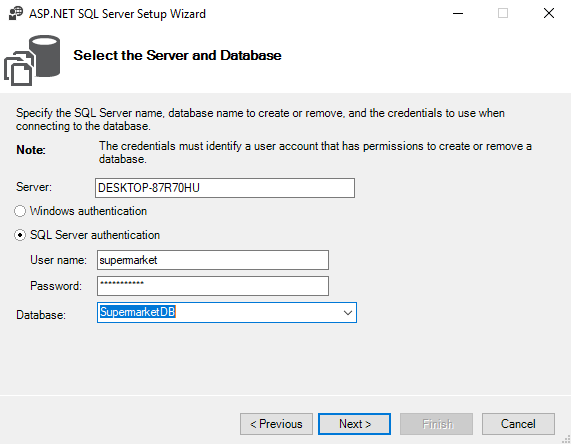 ASP.NET SQL Server Setup Wizard
Select the Server and Database
Specify the SQL Server name, database name to create or remove, and the credentials to use when
connecting to the database.
Note: The credentials must identify a user account that has permissions to create or remove a
database.
Server: DESKTOP-87R70HU
Windows authentication
SQL Server authentication
User name: supermarket
Password: ***********
Database: SupermarketDB
< Previous Next > Finish Cancel